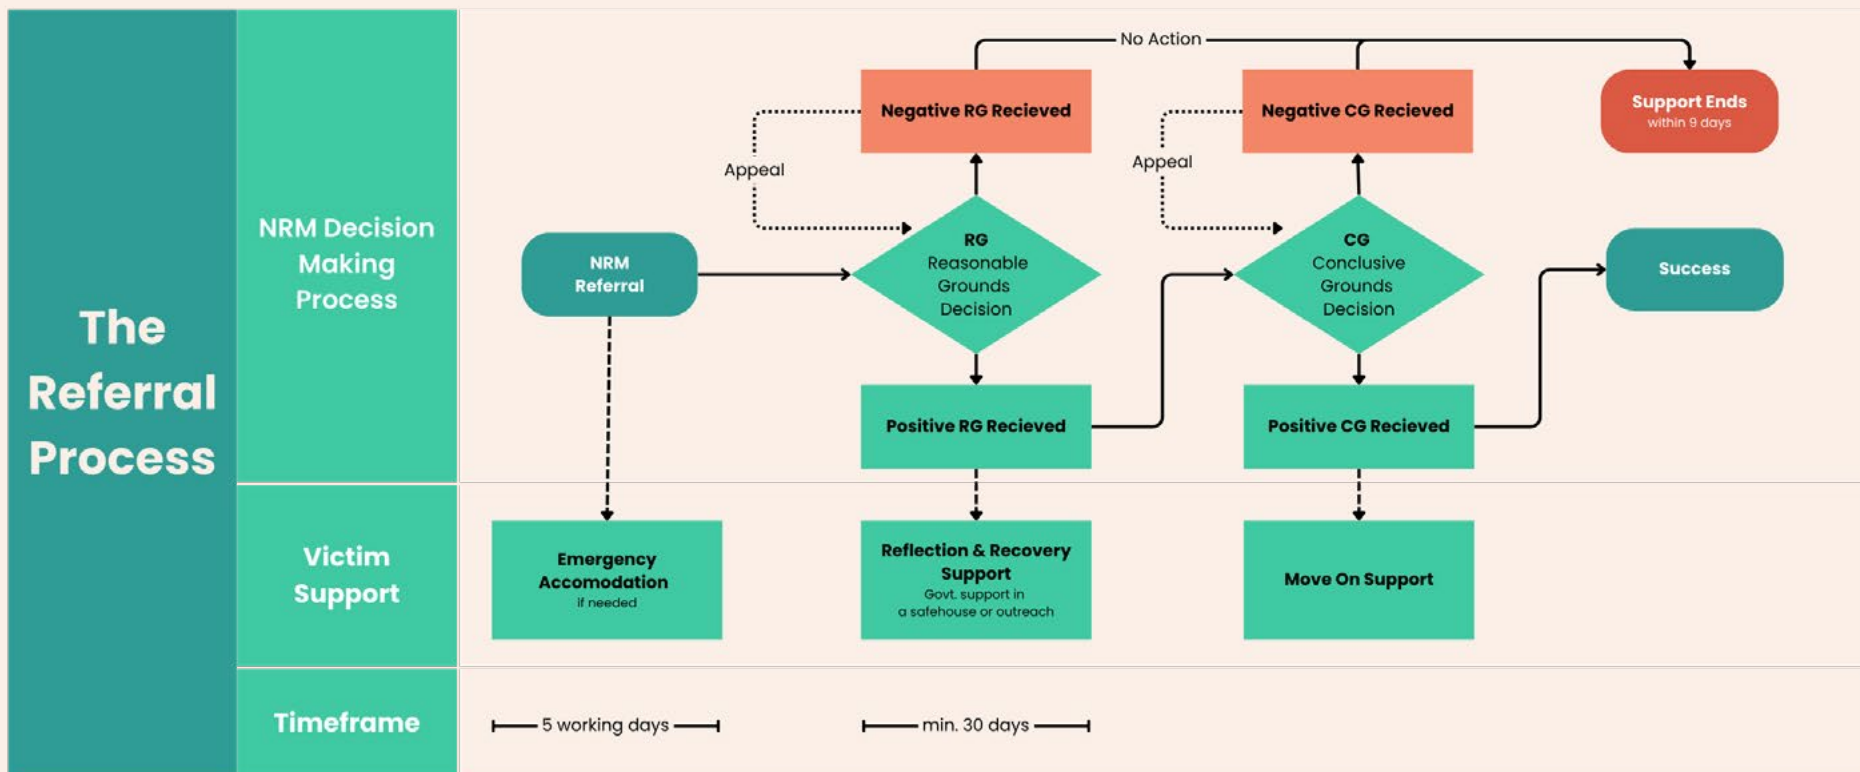 The
Referral
Process
NRM Decision
Making
Process
No Action
Negative RG Recieved
Negative CG Recieved
Support Ends
within 9 days
Appeal
Appeal
NRM
Referral
RG
Reasonable
Grounds
Decision
CG
Conclusive
Grounds
Decision
Success
Positive RG Recieved
Positive CG Recieved
Victim
Support
Emergency
Accomodation
if needed
Reflection & Recovery
Support
Govt. support in
a safehouse or outreach
Move On Support
Timeframe
5 working days
min. 30 days